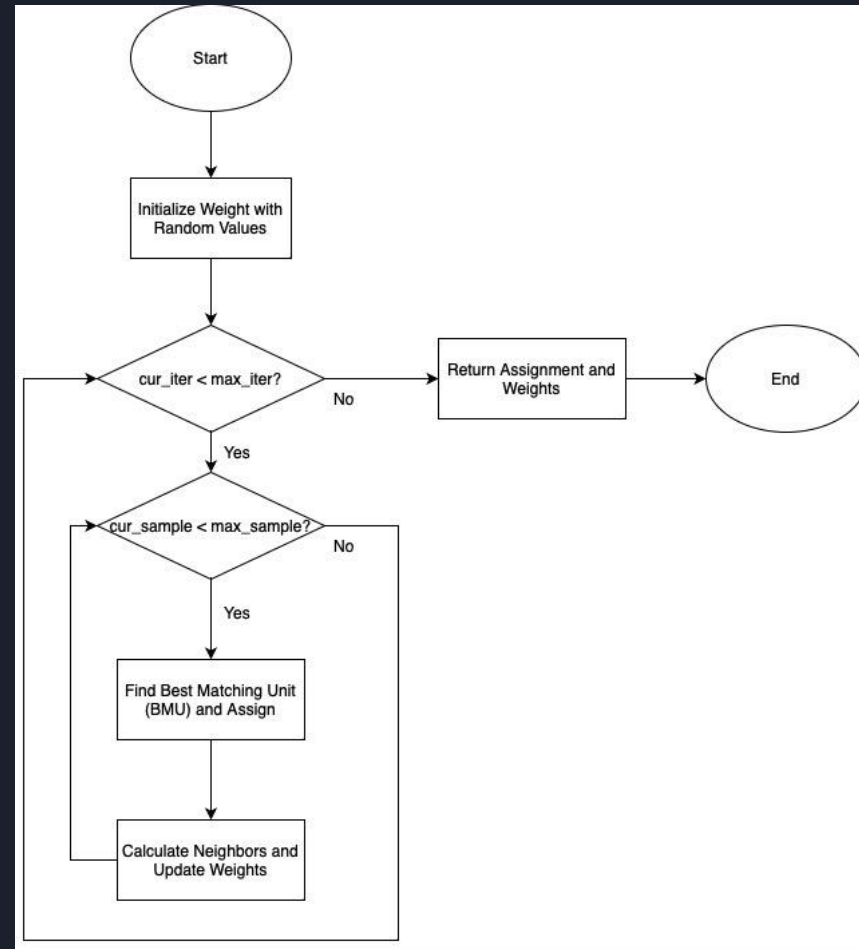 Start
Initialize Weight with
Random Values
cur_iter < max_iter?
No
Return Assignment and
Weights
End
Yes
cur_sample < max_sample?
No
Yes
Find Best Matching Unit
(BMU) and Assign
Calculate Neighbors and
Update Weights